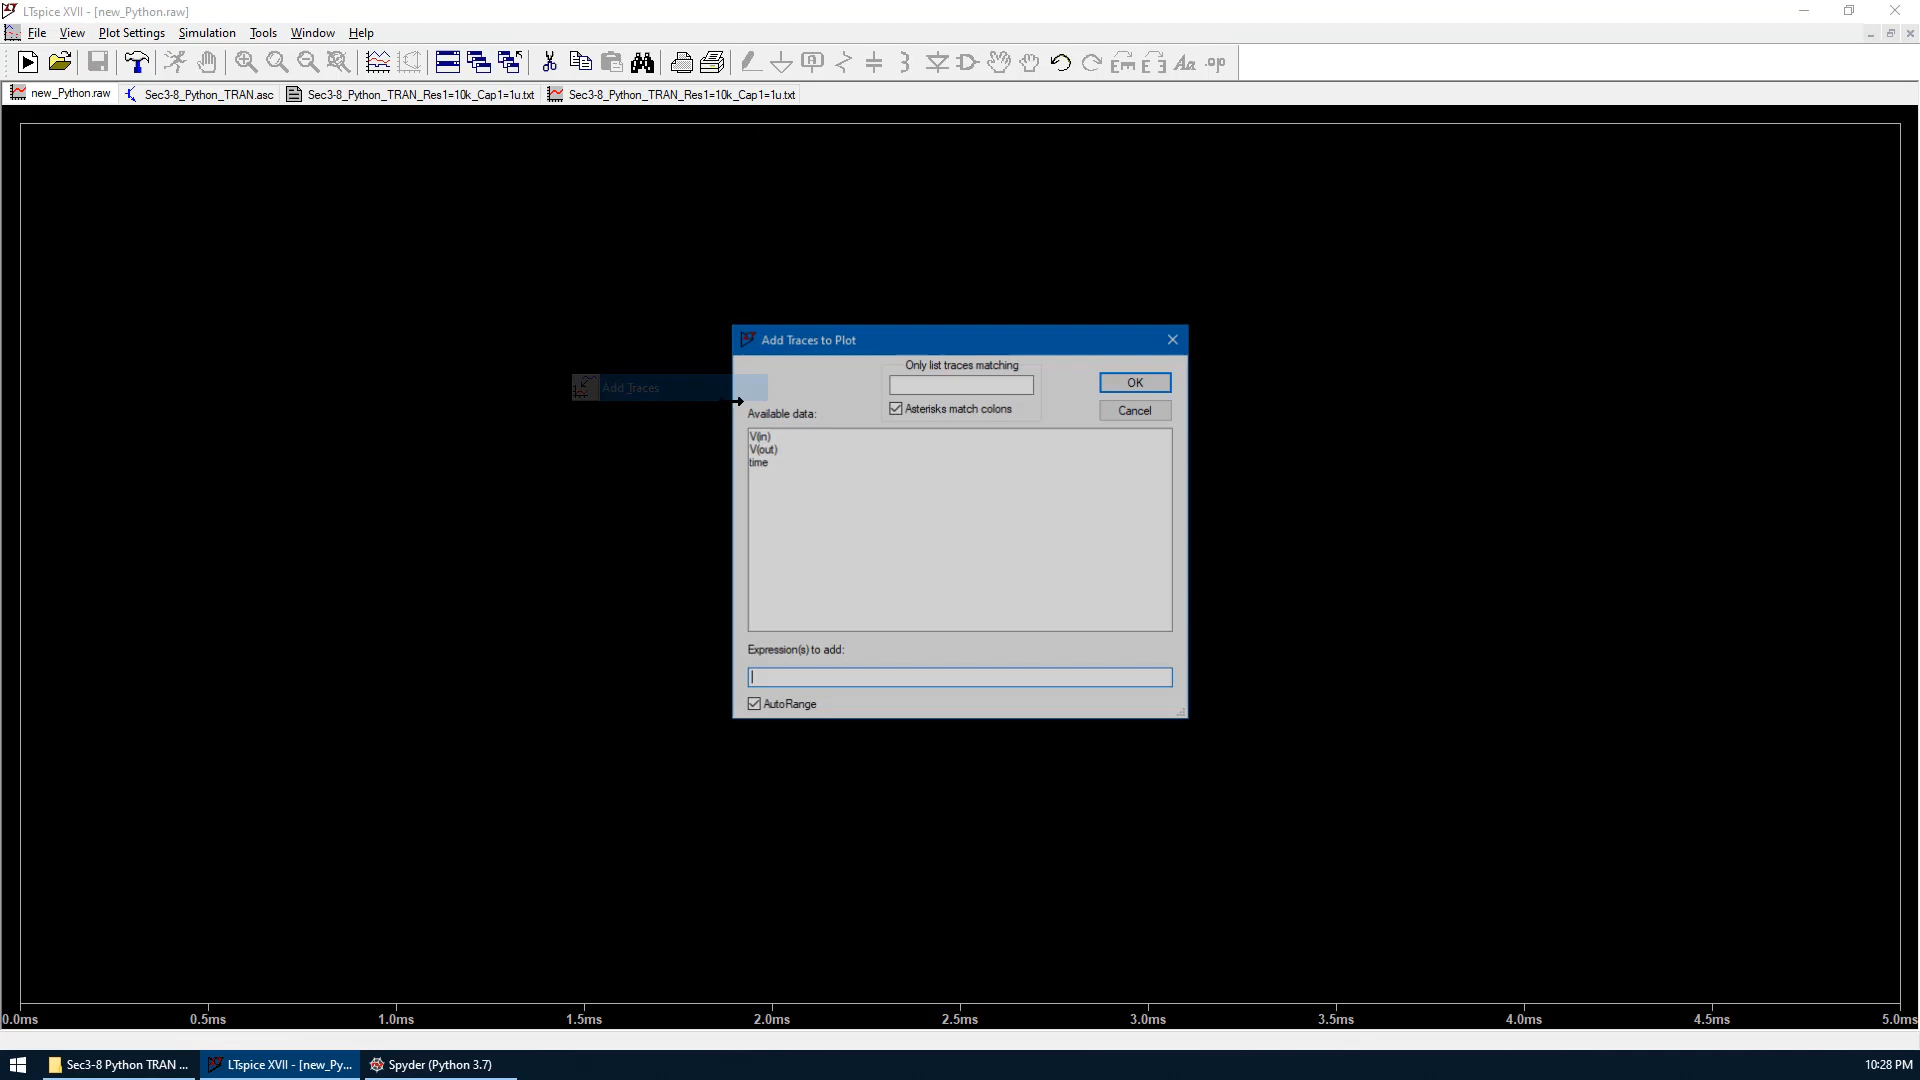 LTspice XVII - [new_Python.raw]
File View Plot Settings Simulation Tools Window Help
Aa .op
new_Python.raw Sec3-8_Python_TRAN.asc Sec3-8_Python_TRAN_Res1=10k_Cap1=1u.txt Sec3-8_Python_TRAN_Res1=10k_Cap1=1u.txt
Add Traces to Plot
Only list traces matching
OK
Add Traces
Asterisks match colons
Cancel
Available data:
V(in)
V(out)
time
Expression(s) to add:
AutoRange
0.0ms 0.5ms 1.0ms 1.5ms 2.0ms 2.5ms 3.0ms 3.5ms 4.0ms 4.5ms 5.0ms
Sec3-8 Python TRAN ... LTspice XVII - [new_Py... Spyder (Python 3.7) 10:28 PM